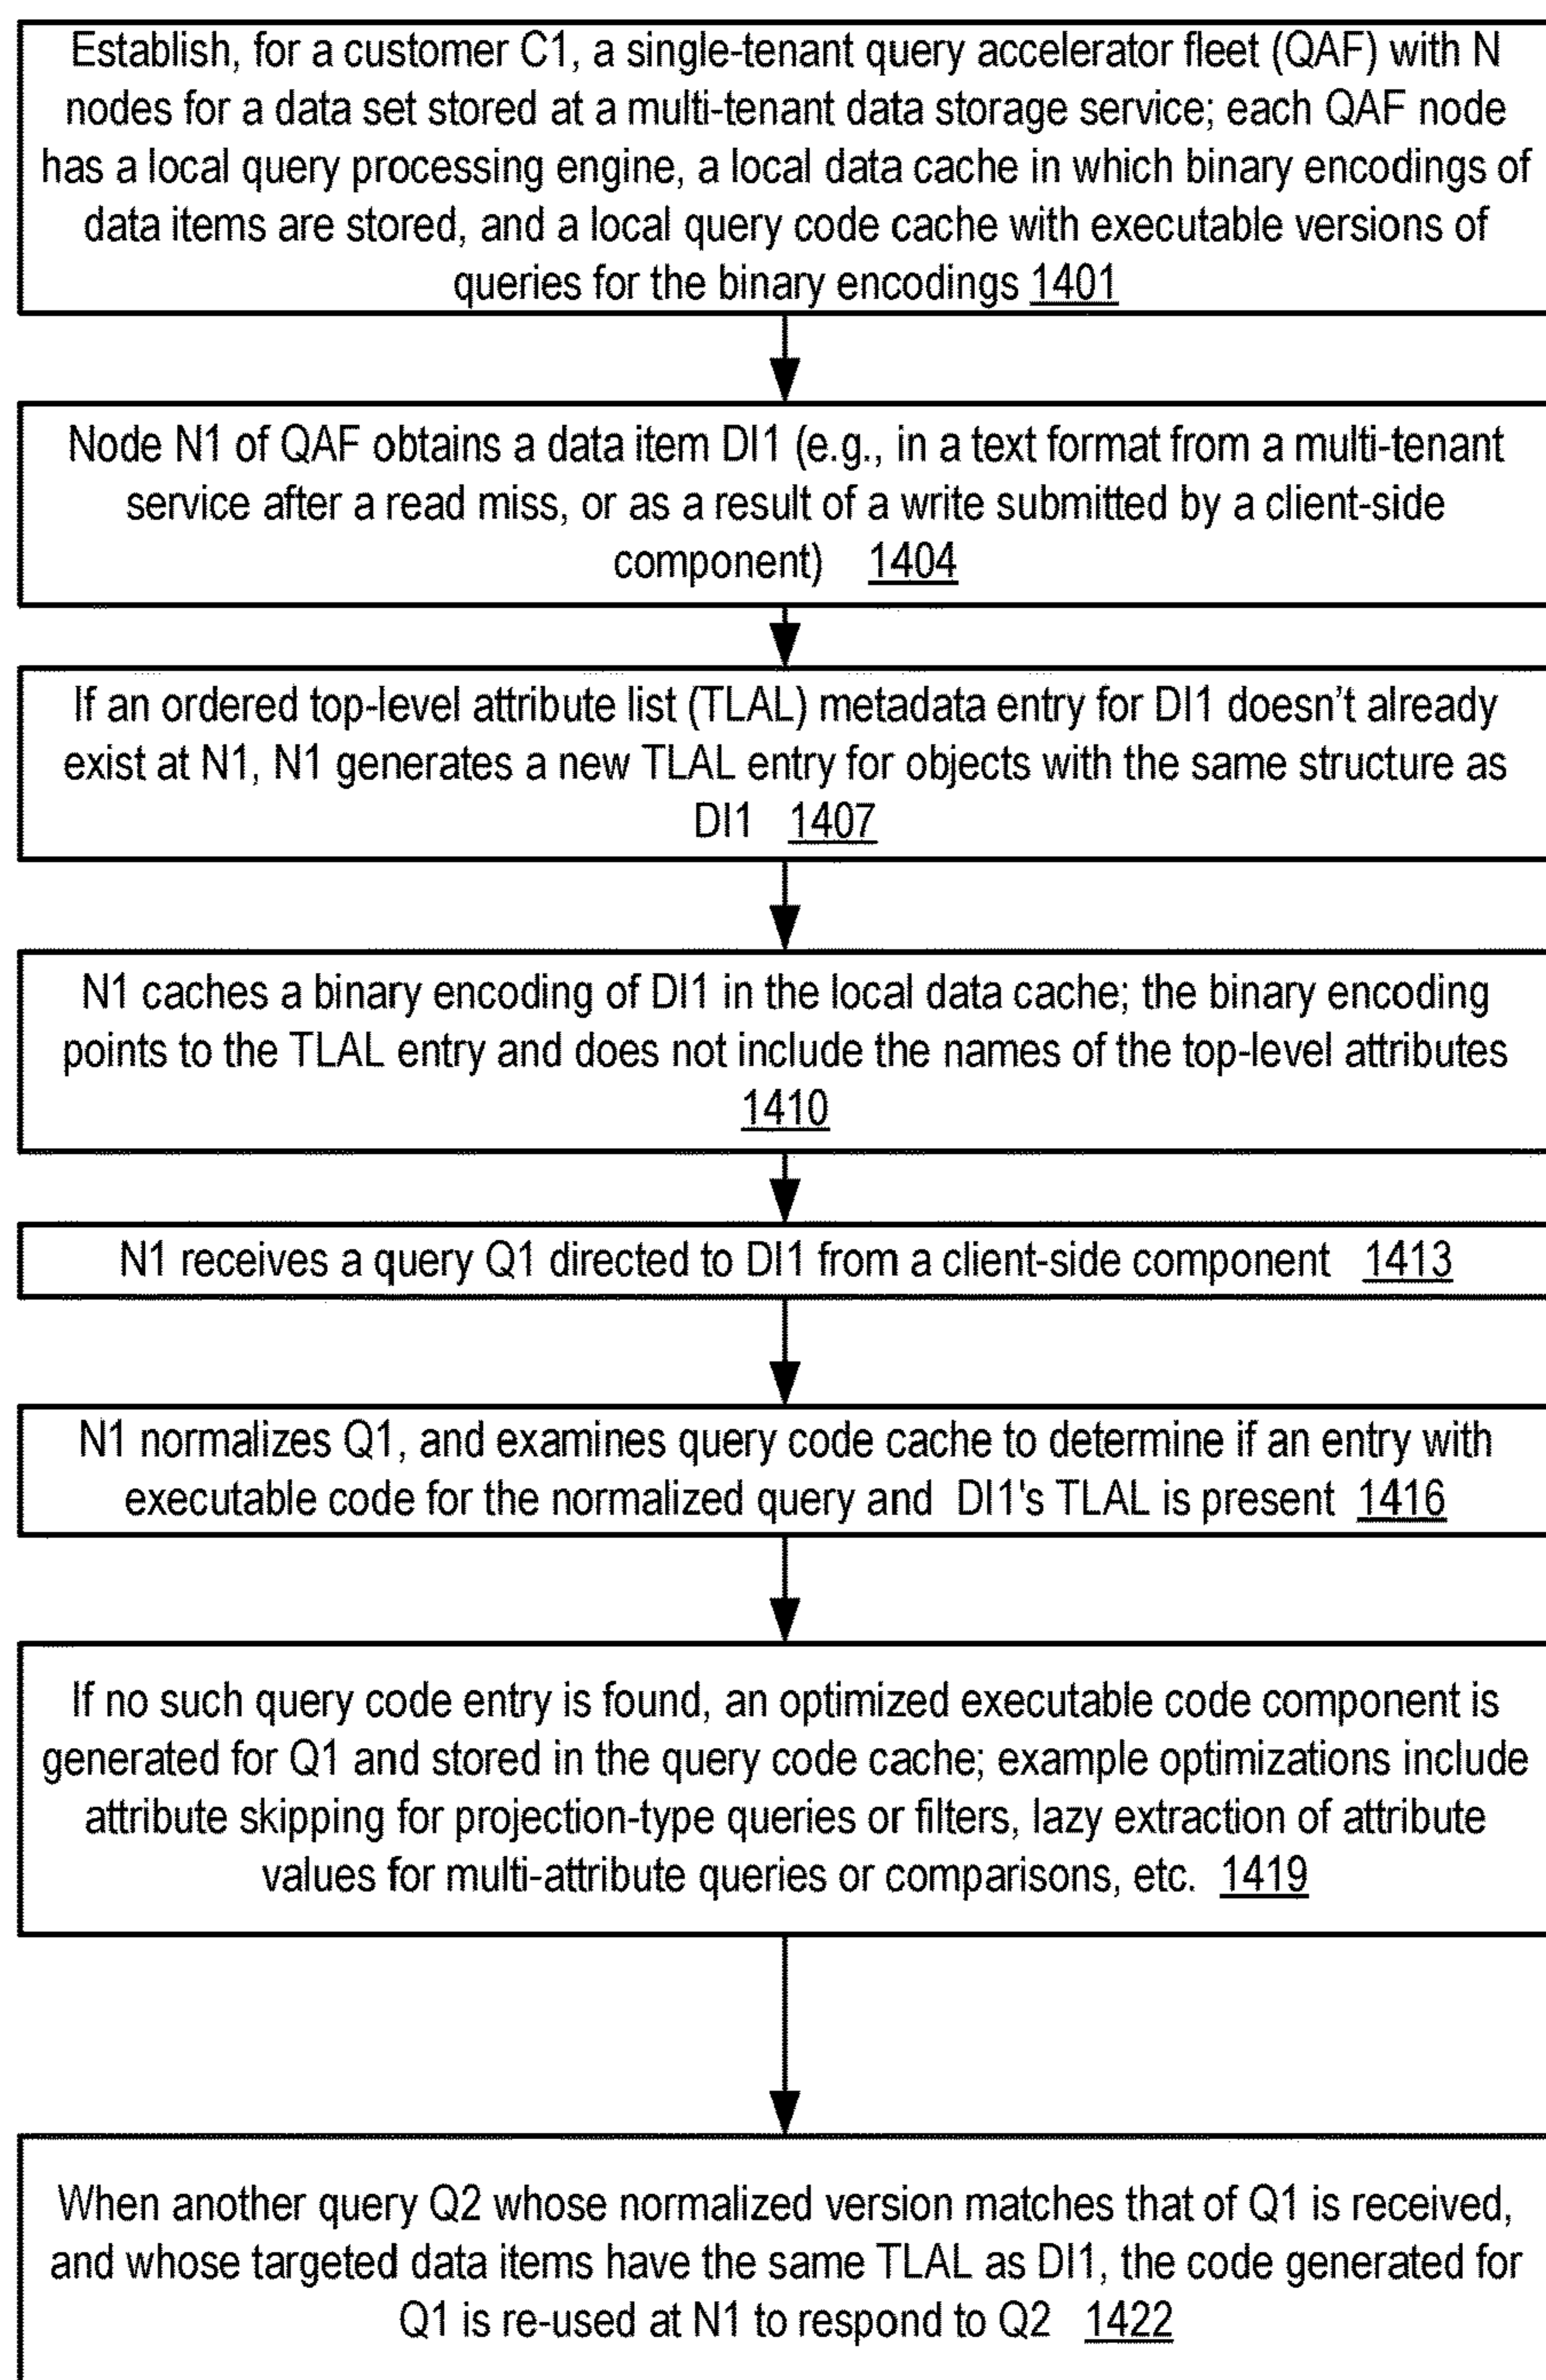 Establish, for a customer C1, a single-tenant query accelerator fleet (QAF) with N
nodes for a data set stored at a multi-tenant data storage service; each QAF node
has a local query processing engine, a local data cache in which binary encodings of
data items are stored, and a local query code cache with executable versions of
queries for the binary encodings 1401
Node N1 of QAF obtains a data item DI1 (e.g., in a text format from a multi-tenant
service after a read miss, or as a result of a write submitted by a client-side
component) 1404
If an ordered top-level attribute list (TLAL) metadata entry for DI1 doesn't already
exist at N1, N1 generates a new TLAL entry for objects with the same structure as
DI1 1407
N1 caches a binary encoding of DI1 in the local data cache; the binary encoding
points to the TLAL entry and does not include the names of the top-level attributes
1410
N1 receives a query Q1 directed to DI1 from a client-side component 1413
N1 normalizes Q1, and examines query code cache to determine if an entry with
executable code for the normalized query and DI1's TLAL is present 1416
If no such query code entry is found, an optimized executable code component is
generated for Q1 and stored in the query code cache; example optimizations include
attribute skipping for projection-type queries or filters, lazy extraction of attribute
values for multi-attribute queries or comparisons, etc. 1419
When another query Q2 whose normalized version matches that of Q1 is received,
and whose targeted data items have the same TLAL as DI1, the code generated for
Q1 is re-used at N1 to respond to Q2 1422